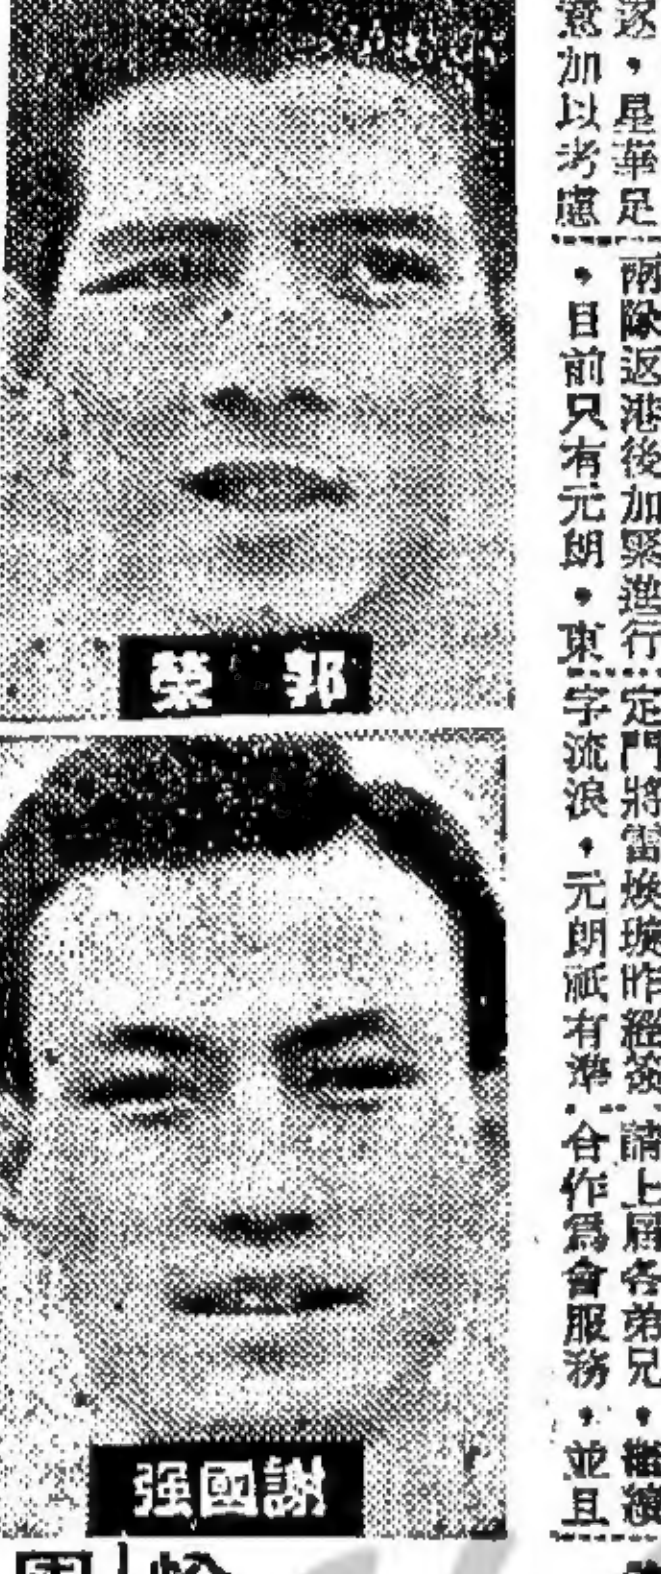 郭 榮
謝國强
，星華足
意加以考慮
兩隊返港後加緊進行
，目前只有元朗，東
定門將雷煥璇昨經簽
字流浪，元朗祇有準
請上屆各弟兄，繼續
合作爲會服務，並且